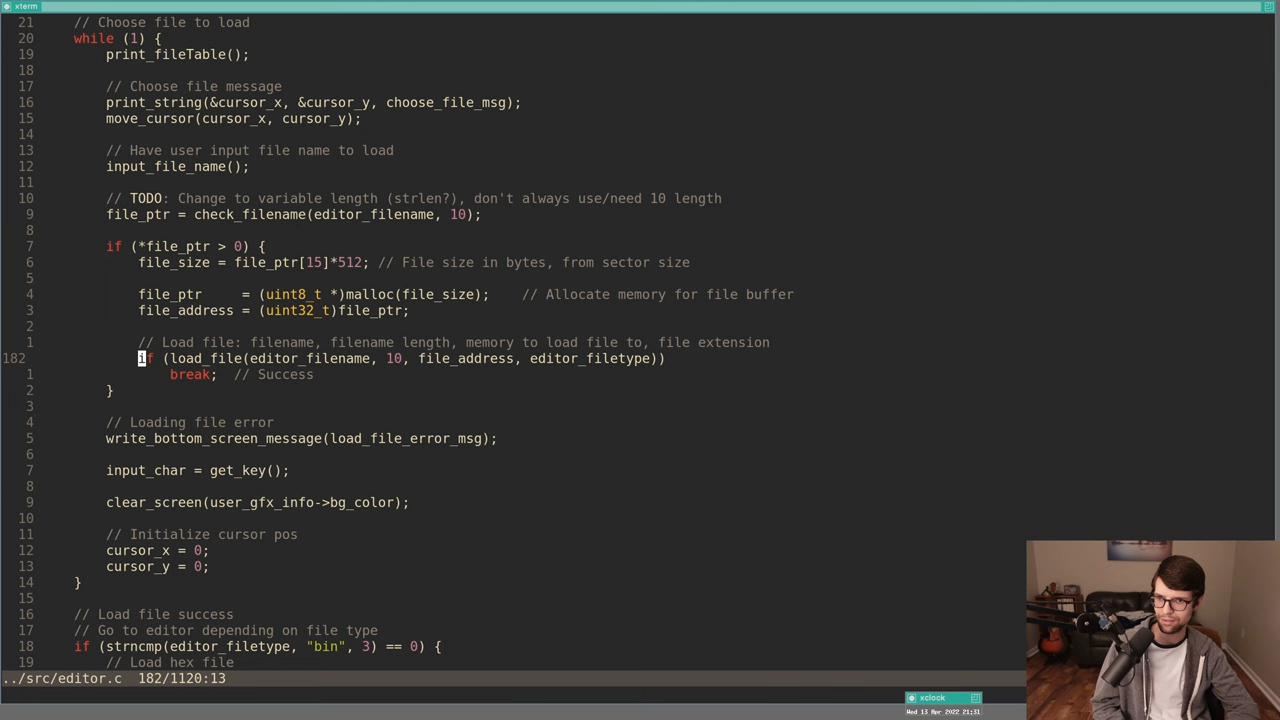 xterm
21 // Choose file to load
20 while (1) {
19 print_fileTable();
18
17 // Choose file message
16 print_string(&cursor_x, &cursor_y, choose_file_msg);
15 move_cursor(cursor_x, cursor_y);
14
13 // Have user input file name to load
12 input_file_name();
11
10 // TODO: Change to variable length (strlen?), don't always use/need 10 length
9 file_ptr = check_filename(editor_filename, 10);
8
7 if (*file_ptr > 0) {
6 file_size = file_ptr[15]*512; // File size in bytes, from sector size
5
4 file_ptr     = (uint8_t *)malloc(file_size);    // Allocate memory for file buffer
3 file_address = (uint32_t)file_ptr;
2
1 // Load file: filename, filename length, memory to load file to, file extension
182 if (load_file(editor_filename, 10, file_address, editor_filetype))
1 break;  // Success
2 }
3
4 // Loading file error
5 write_bottom_screen_message(load_file_error_msg);
6
7 input_char = get_key();
8
9 clear_screen(user_gfx_info->bg_color);
10
11 // Initialize cursor pos
12 cursor_x = 0;
13 cursor_y = 0;
14 }
15
16 // Load file success
17 // Go to editor depending on file type
18 if (strncmp(editor_filetype, "bin", 3) == 0) {
19 // Load hex file
../src/editor.c  182/1120:13
xclock
Wed 13 Apr 2022 21:31